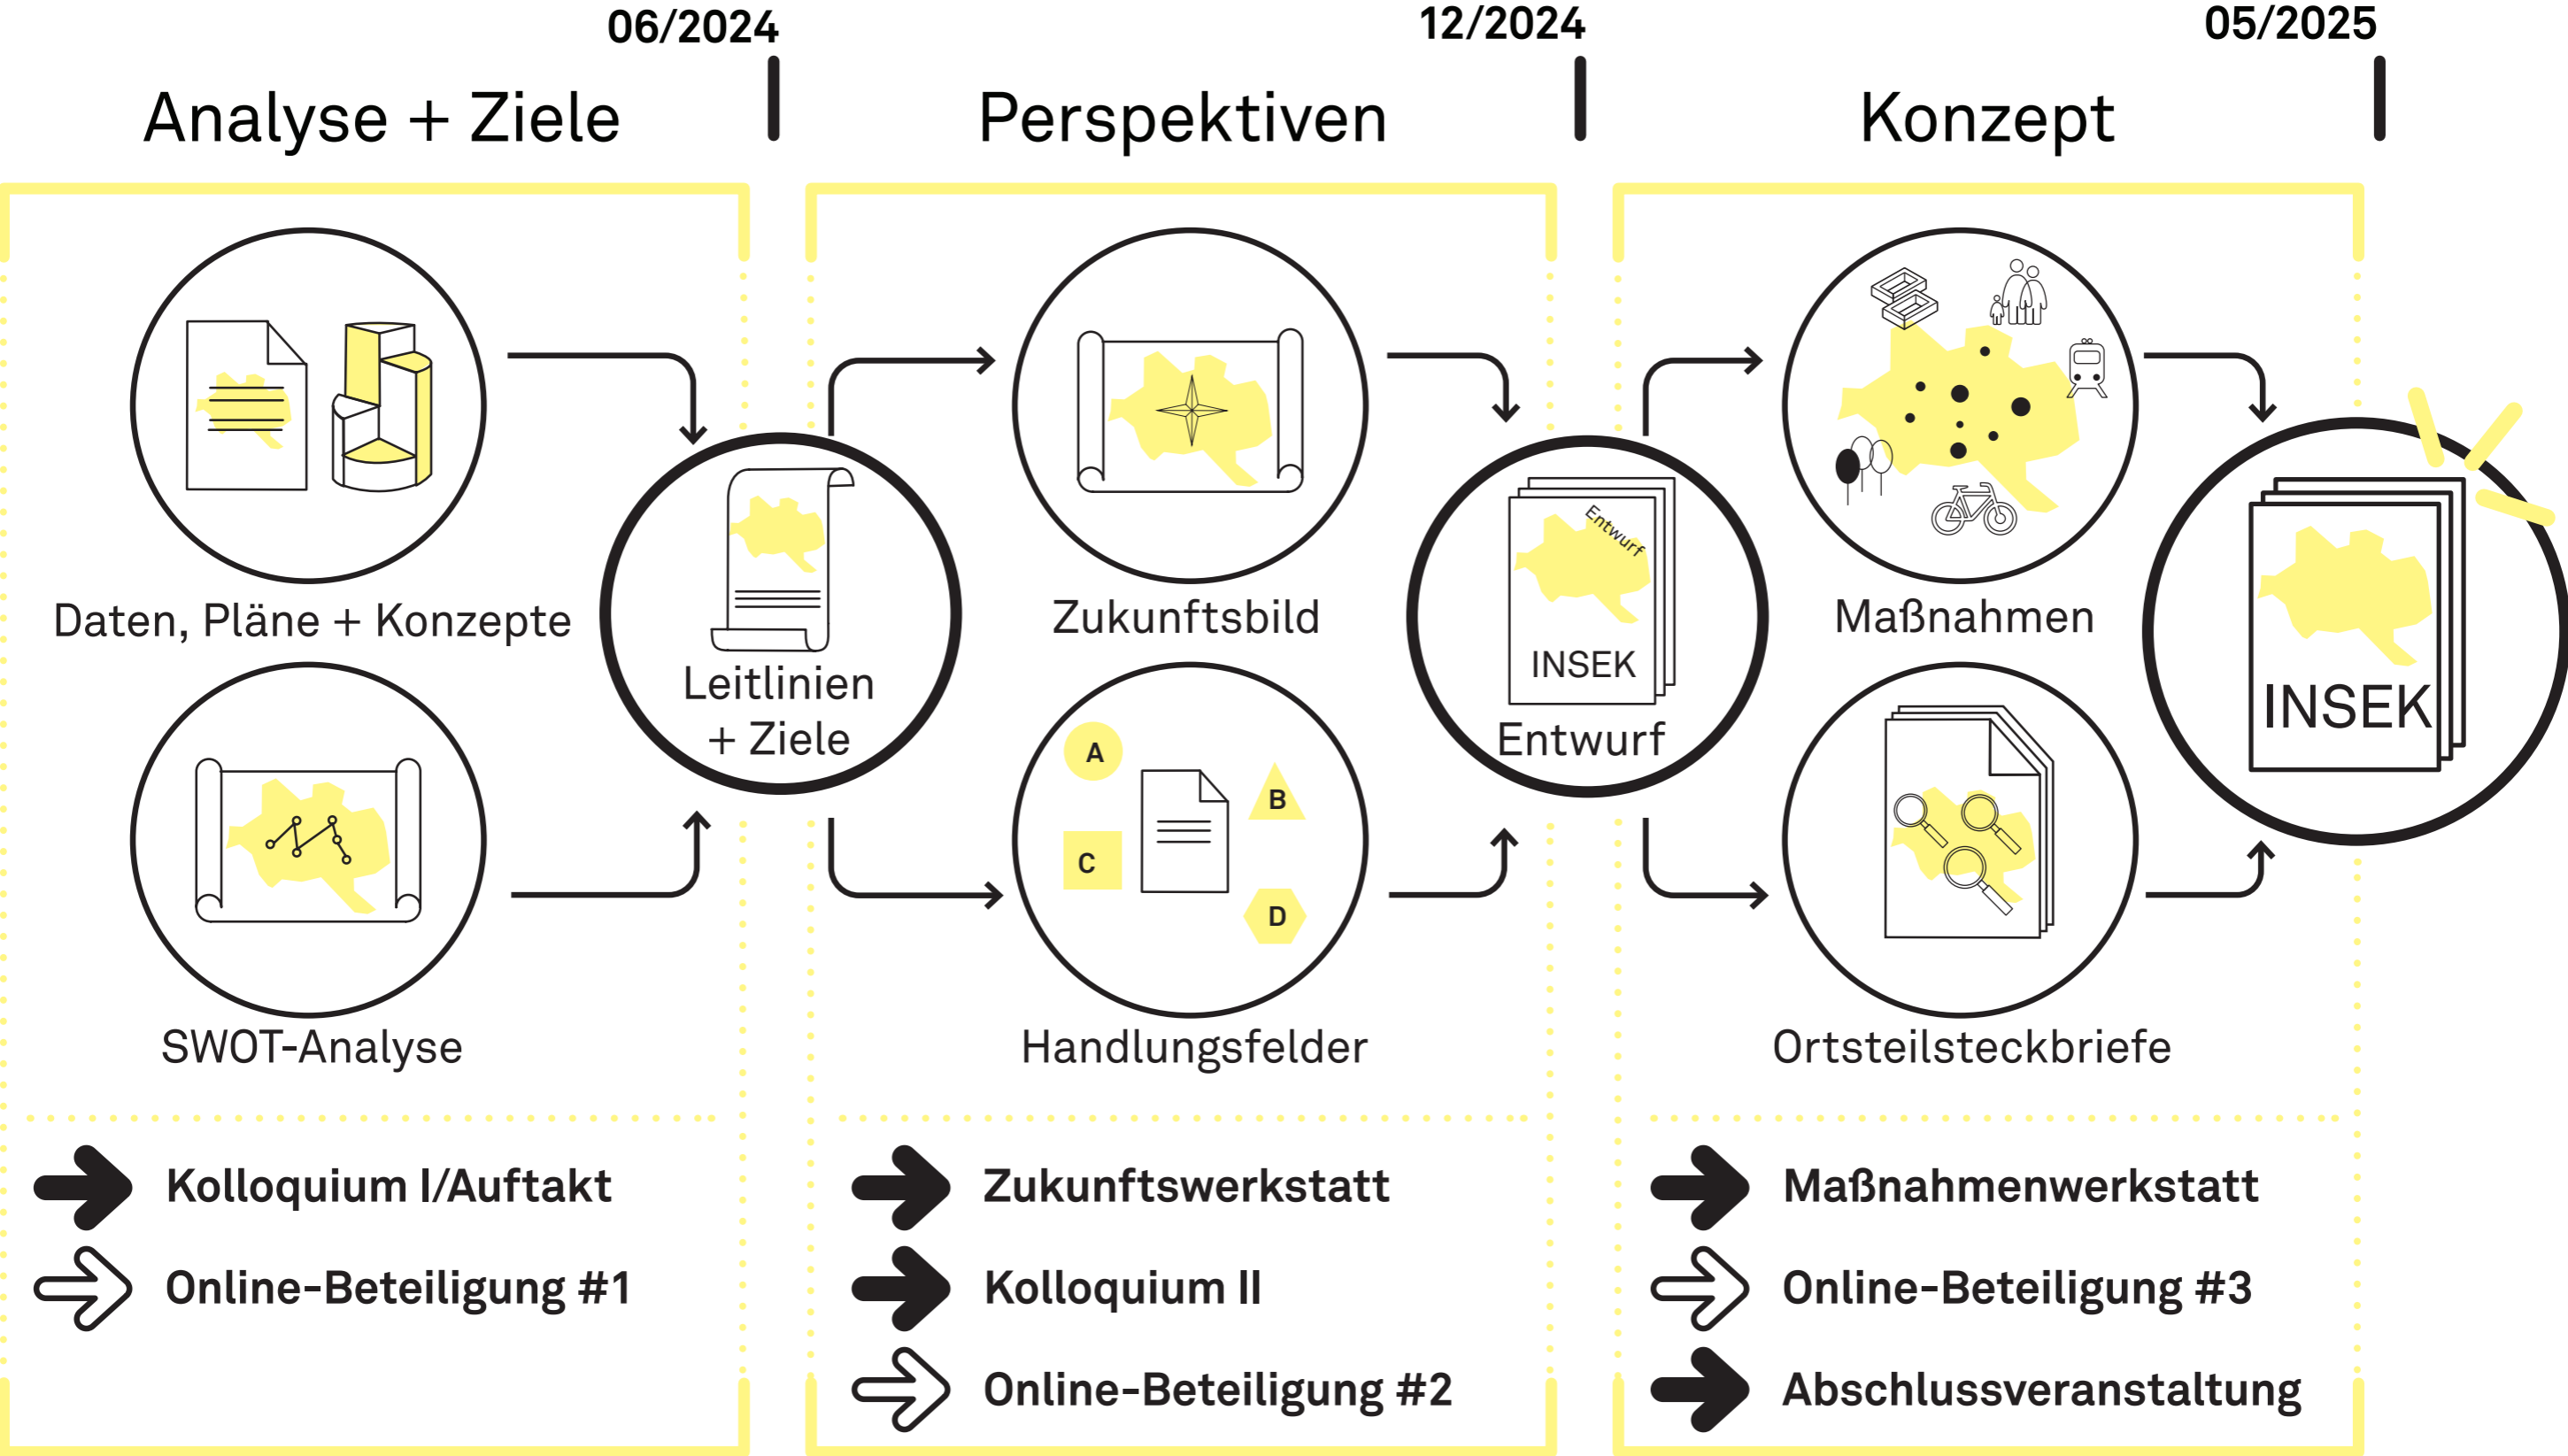 06/2024
12/2024
05/2025
Analyse + Ziele
Perspektiven
Konzept
Daten, Pläne + Konzepte
SWOT-Analyse
Leitlinien
+ Ziele
Zukunftsbild
A
B
C
D
Handlungsfelder
Entwurf
INSEK
Entwurf
Maßnahmen
Ortsteilsteckbriefe
INSEK
Kolloquium I/Auftakt
Online-Beteiligung #1
Zukunftswerkstatt
Kolloquium II
Online-Beteiligung #2
Maßnahmenwerkstatt
Online-Beteiligung #3
Abschlussveranstaltung